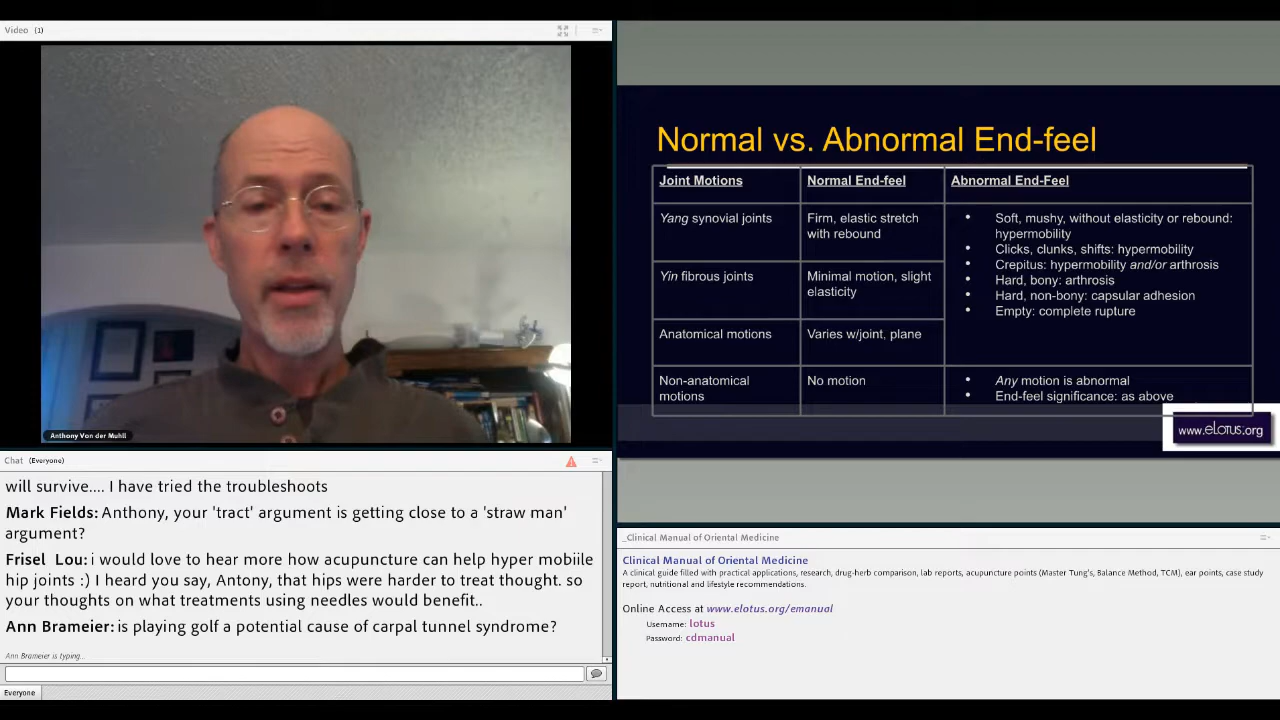 Video (1)
Anthony Von der Muhll
Normal vs. Abnormal End-feel
Joint Motions
Normal End-feel
Abnormal End-Feel
Yang synovial joints
Firm, elastic stretch
with rebound
Yin fibrous joints
Minimal motion, slight
elasticity
Anatomical motions
Varies w/joint, plane
• Soft, mushy, without elasticity or rebound:
hypermobility
• Clicks, clunks, shifts: hypermobility
• Crepitus: hypermobility and/or arthrosis
• Hard, bony: arthrosis
• Hard, non-bony: capsular adhesion
• Empty: complete rupture
Non-anatomical
motions
No motion
• Any motion is abnormal
• End-feel significance: as above
www.eLotus.org
Chat (Everyone)
will survive.... I have tried the troubleshoots
Mark Fields: Anthony, your 'tract' argument is getting close to a 'straw man'
argument?
Frisel Lou: i would love to hear more how acupuncture can help hyper mobiile
hip joints :) I heard you say, Antony, that hips were harder to treat thought. so
your thoughts on what treatments using needles would benefit..
Ann Brameier: is playing golf a potential cause of carpal tunnel syndrome?
Ann Brameier is typing...
Everyone
_Clinical Manual of Oriental Medicine
Clinical Manual of Oriental Medicine
A clinical guide filled with practical applications, research, drug-herb comparison, lab reports, acupuncture points (Master Tung's, Balance Method, TCM), ear points, case study
report, nutritional and lifestyle recommendations.
Online Access at www.elotus.org/emanual
Username: lotus
Password: cdmanual